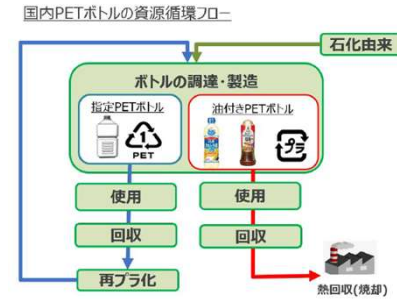 国内PETボトルの資源循環フロー
石化由来
ボトルの調達・製造
指定PETボトル
油付きPETボトル
PET
プラ
使用
使用
回収
回収
再プラ化
熱回収(焼却)